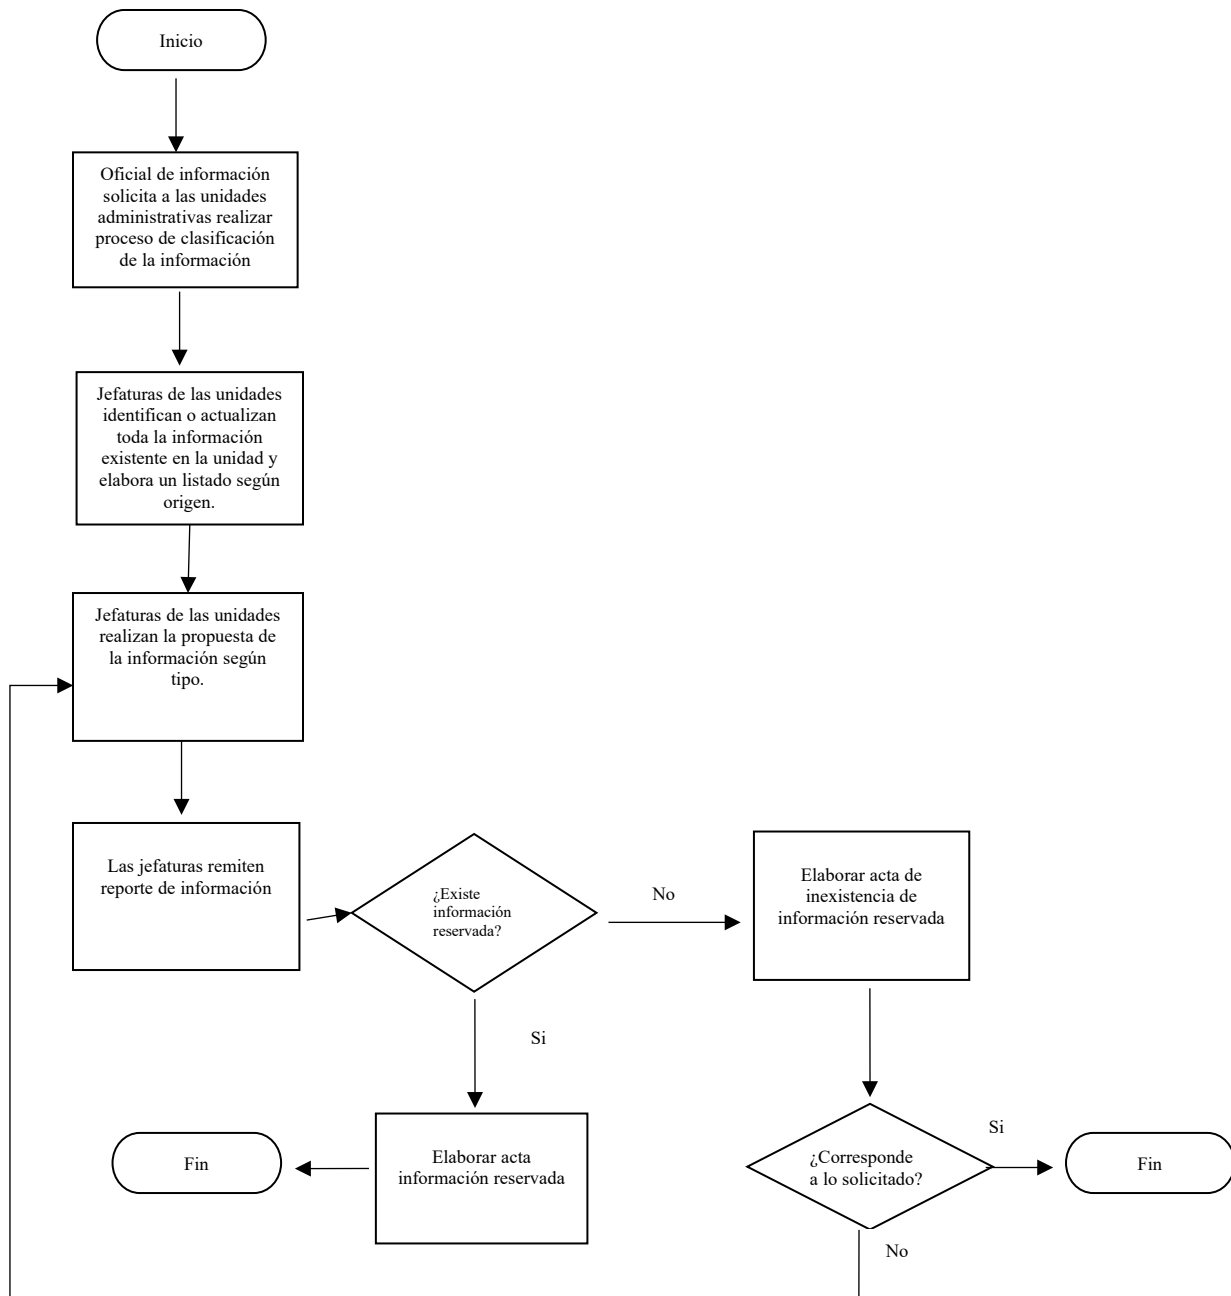 Inicio
Oficial de información
solicita a las unidades
administrativas realizar
proceso de clasificación
de la información
Jefaturas de las unidades
identifican o actualizan
toda la información
existente en la unidad y
elabora un listado según
origen.
Jefaturas de las unidades
realizan la propuesta de
la información según
tipo.
Las jefaturas remiten
reporte de información
¿Existe
información
reservada?
No
Elaborar acta de
inexistencia de
información reservada
Si
Elaborar acta
información reservada
Fin
¿Corresponde
a lo solicitado?
Si
Fin
No